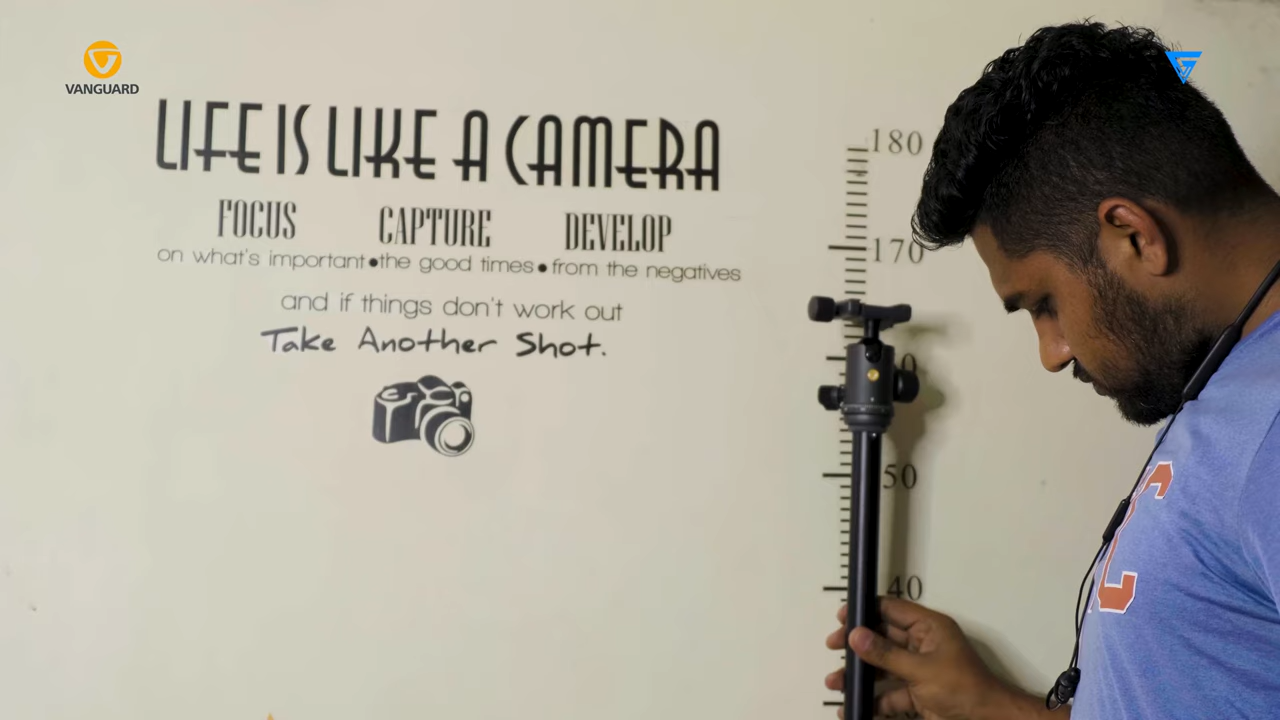 VANGUARD
LIFE IS LIKE A CAMERA
FOCUS CAPTURE DEVELOP
on what's important•the good times•from the negatives
and if things don't work out
Take Another Shot.
180
170
50
40